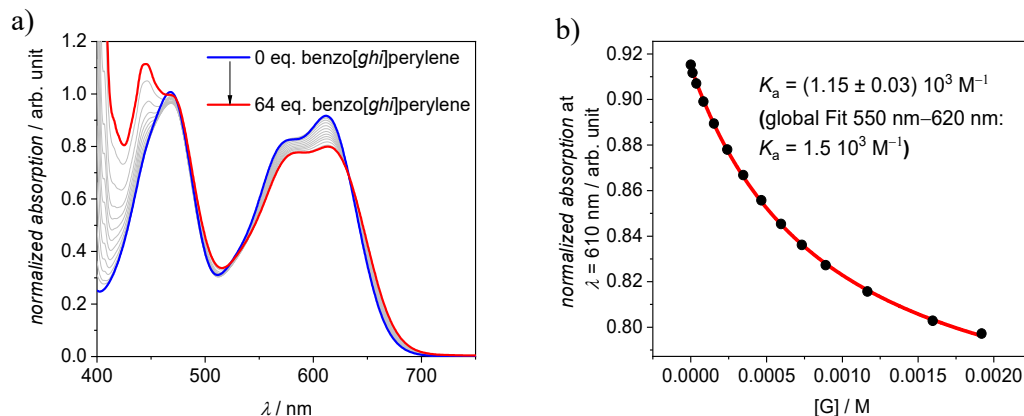 a)
normalized absorption / arb. unit
1.2
1.0
0.8
0.6
0.4
0.2
0.0
0 eq. benzo[ghi]perylene
64 eq. benzo[ghi]perylene
400
500
600
700
λ / nm
b)
normalized absorption at
λ = 610 nm / arb. unit
0.92
0.90
0.88
0.86
0.84
0.82
0.80
Kₐ = (1.15 ± 0.03) 10³ M⁻¹
(global Fit 550 nm–620 nm:
Kₐ = 1.5 10³ M⁻¹)
0.0000
0.0005
0.0010
0.0015
0.0020
[G] / M